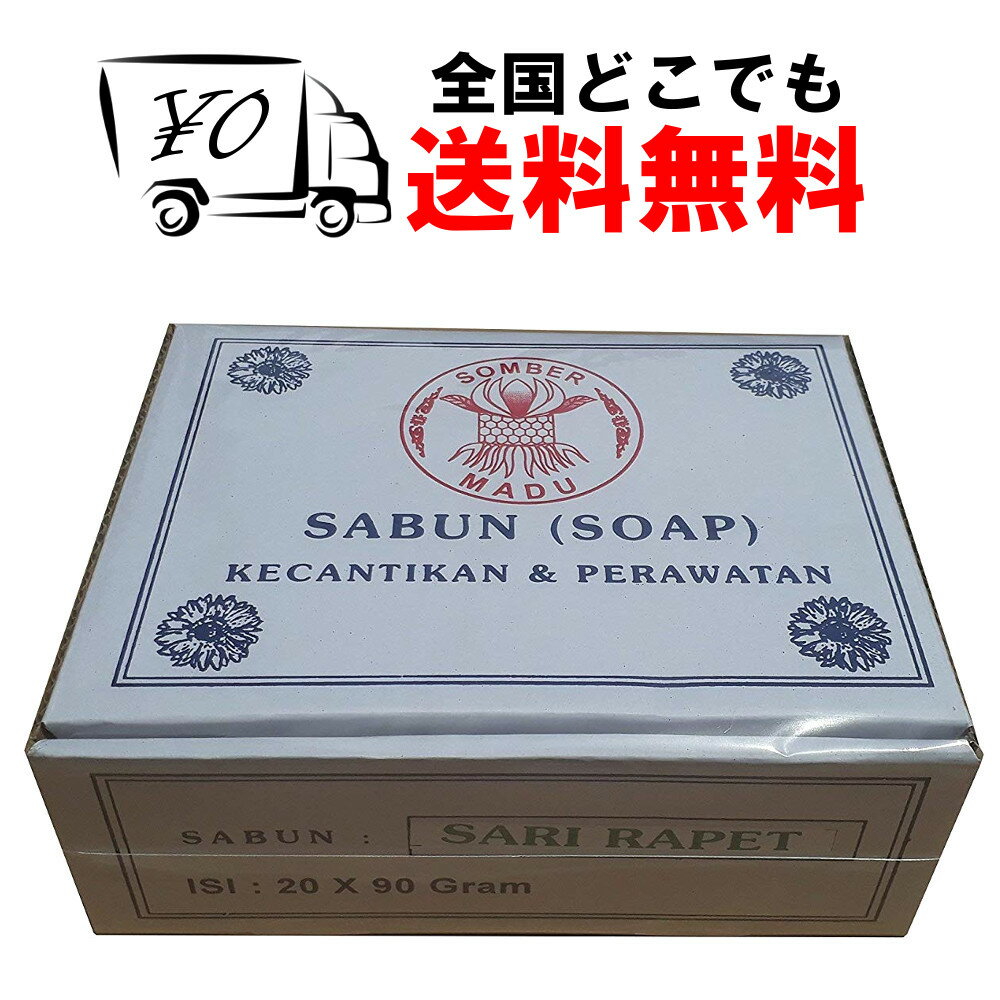 ¥0
全国どこでも
送料無料
SOMBER
MADU
SABUN (SOAP)
KECANTIKAN & PERAWATAN
SABUN : SARI RAPET
ISI : 20 X 90 Gram